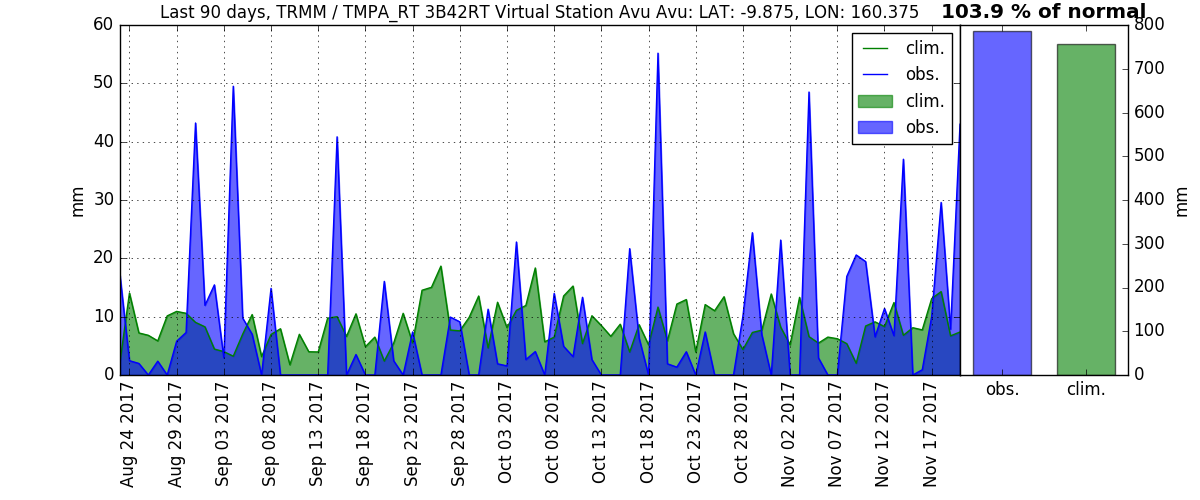 Last 90 days, TRMM / TMPA_RT 3B42RT Virtual Station Avu Avu: LAT: -9.875, LON: 160.375
103.9 % of normal
60
50
40
30
20
10
0
mm
clim.
obs.
clim.
obs.
Aug 24 2017
Aug 29 2017
Sep 03 2017
Sep 08 2017
Sep 13 2017
Sep 18 2017
Sep 23 2017
Sep 28 2017
Oct 03 2017
Oct 08 2017
Oct 13 2017
Oct 18 2017
Oct 23 2017
Oct 28 2017
Nov 02 2017
Nov 07 2017
Nov 12 2017
Nov 17 2017
800
700
600
500
400
300
200
100
0
mm
obs.
clim.